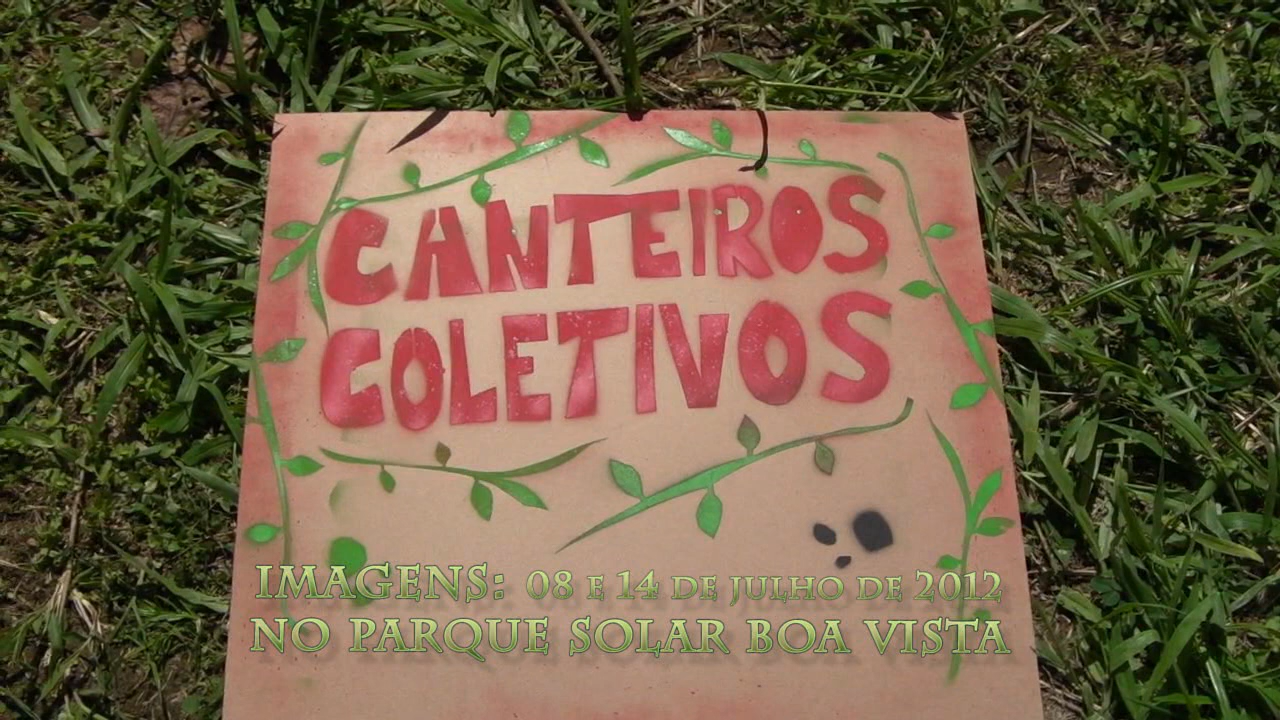 CANTEIROS
COLETIVOS
IMAGENS: 08 E 14 DE JULHO DE 2012
NO PARQUE SOLAR BOA VISTA